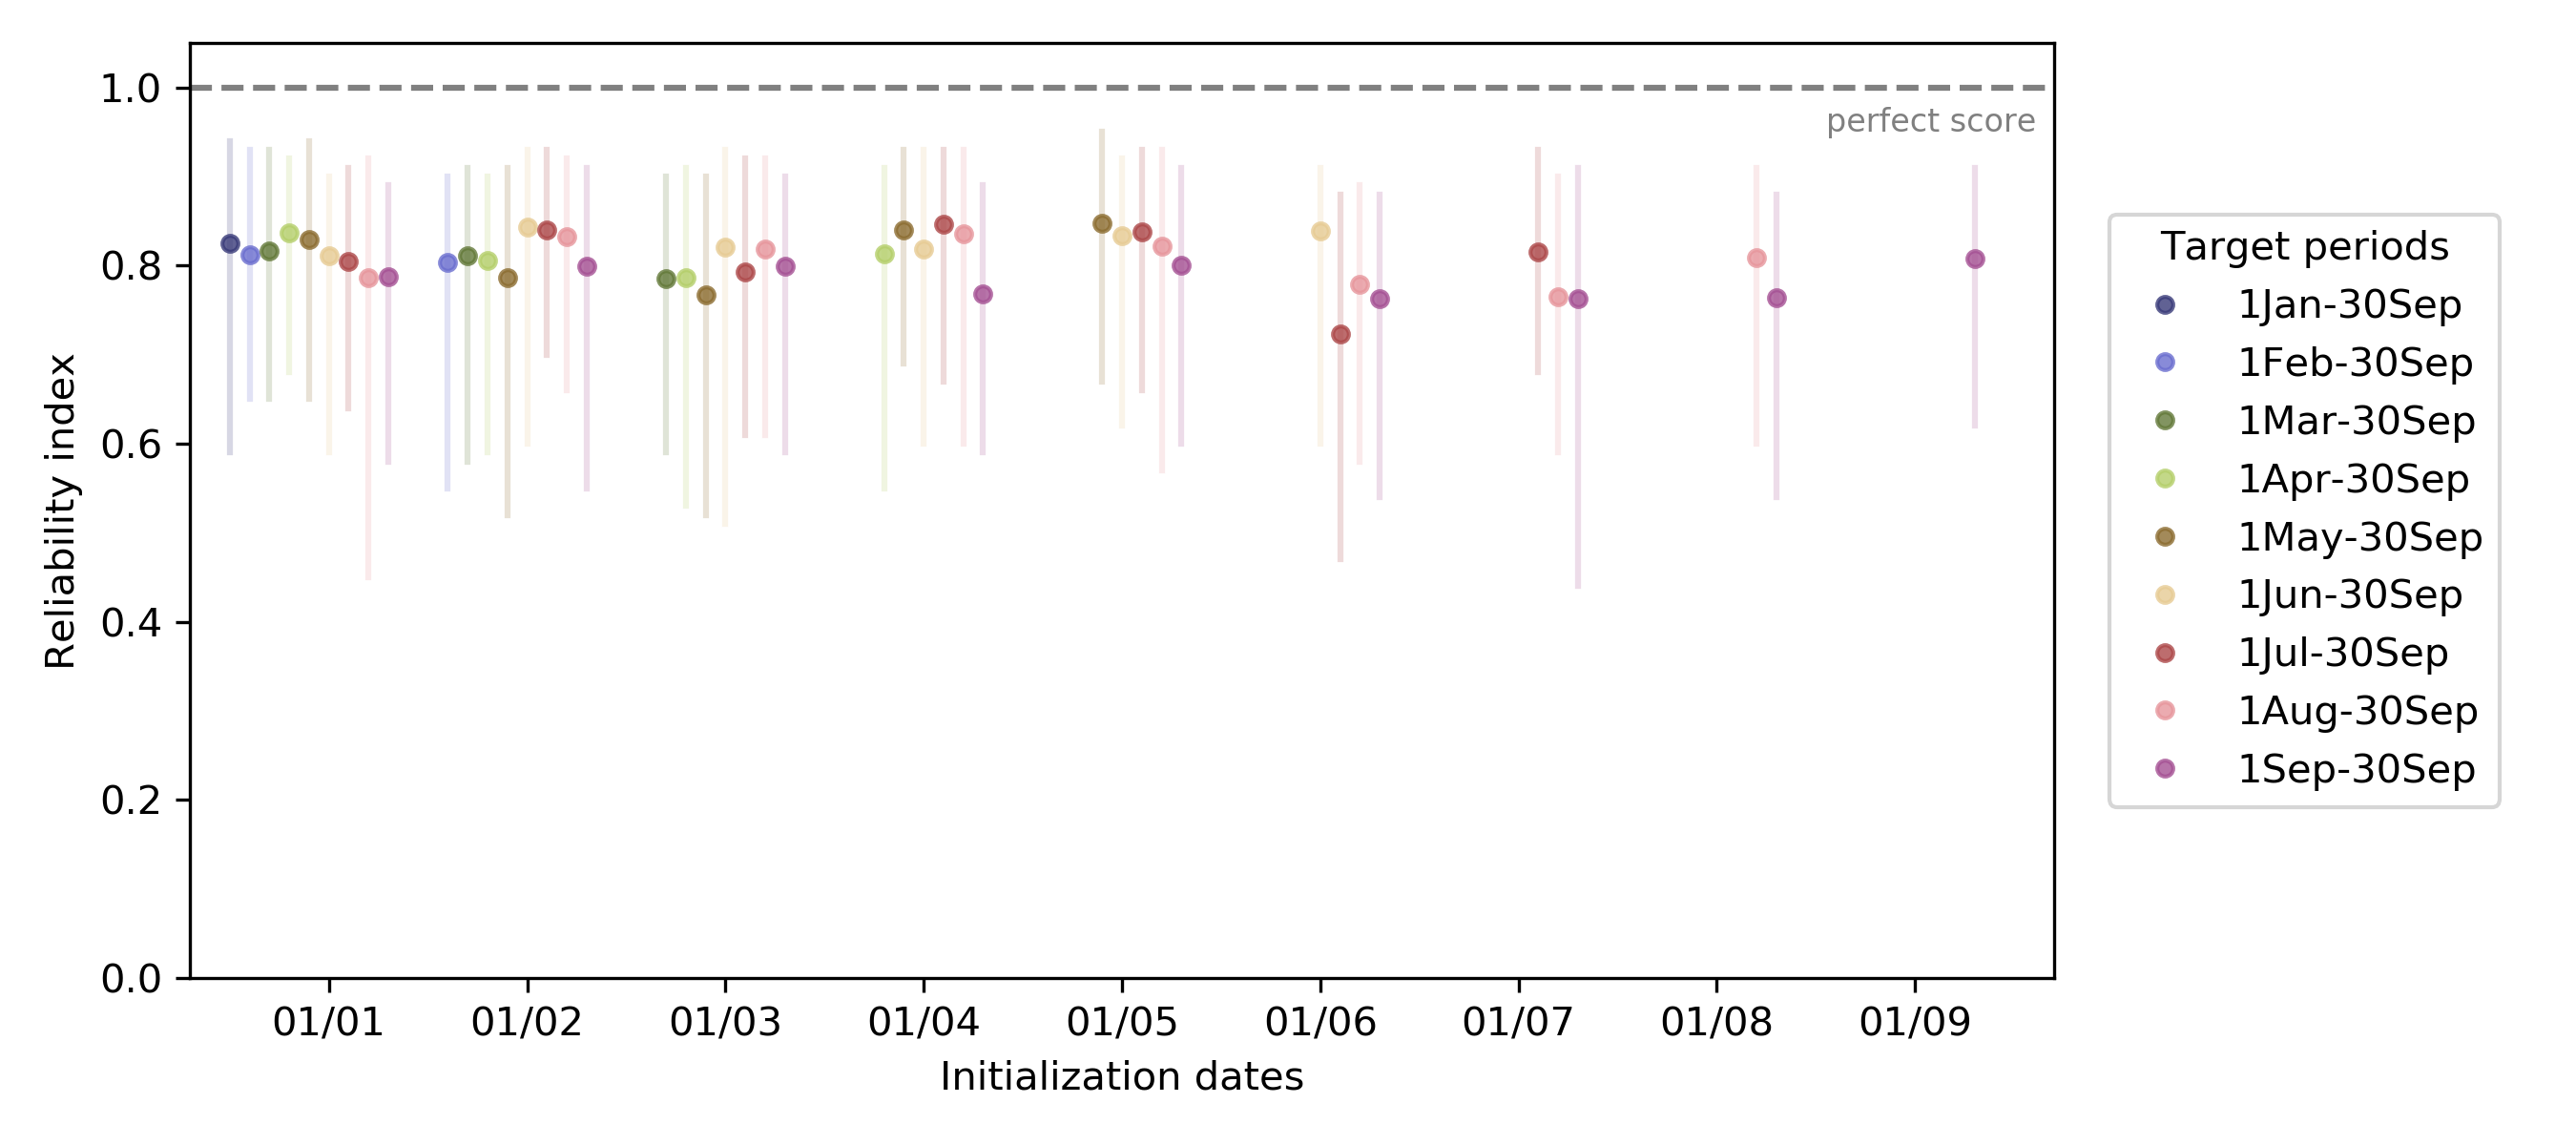 1.0
perfect score
0.8
0.6
0.4
0.2
0.0
Reliability index
01/01 01/02 01/03 01/04 01/05 01/06 01/07 01/08 01/09
Initialization dates
Target periods
1Jan-30Sep
1Feb-30Sep
1Mar-30Sep
1Apr-30Sep
1May-30Sep
1Jun-30Sep
1Jul-30Sep
1Aug-30Sep
1Sep-30Sep